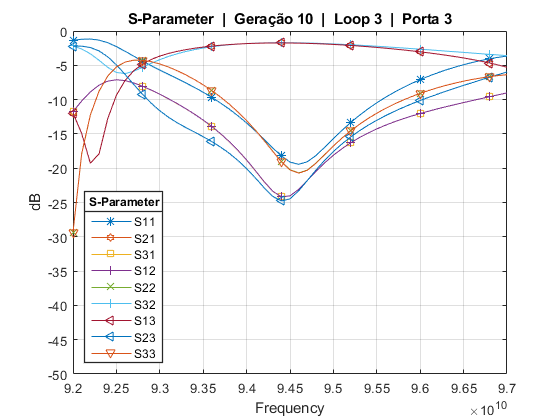 S-Parameter | Geração 10 | Loop 3 | Porta 3
dB
0
-5
-10
-15
-20
-25
-30
-35
-40
-45
-50
S-Parameter
S11
S21
S31
S12
S22
S32
S13
S23
S33
9.2 9.25 9.3 9.35 9.4 9.45 9.5 9.55 9.6 9.65 9.7
Frequency
×10^10